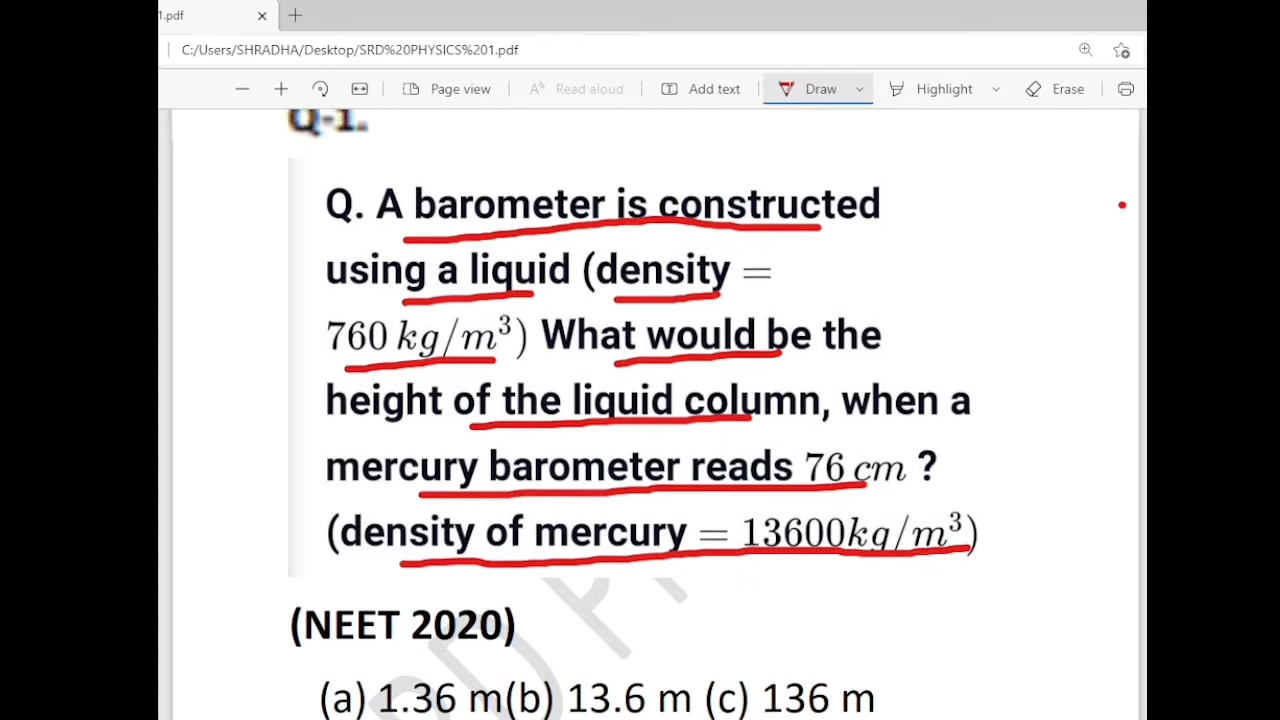 1.pdf
C:/Users/SHRADHA/Desktop/SRD%20PHYSICS%201.pdf
Page view
Read aloud
Add text
Draw
Highlight
Erase
Q-1.
Q. A barometer is constructed
using a liquid (density =
760 kg/m³) What would be the
height of the liquid column, when a
mercury barometer reads 76 cm ?
(density of mercury = 13600kg/m³)
(NEET 2020)
(a) 1.36 m(b) 13.6 m (c) 136 m